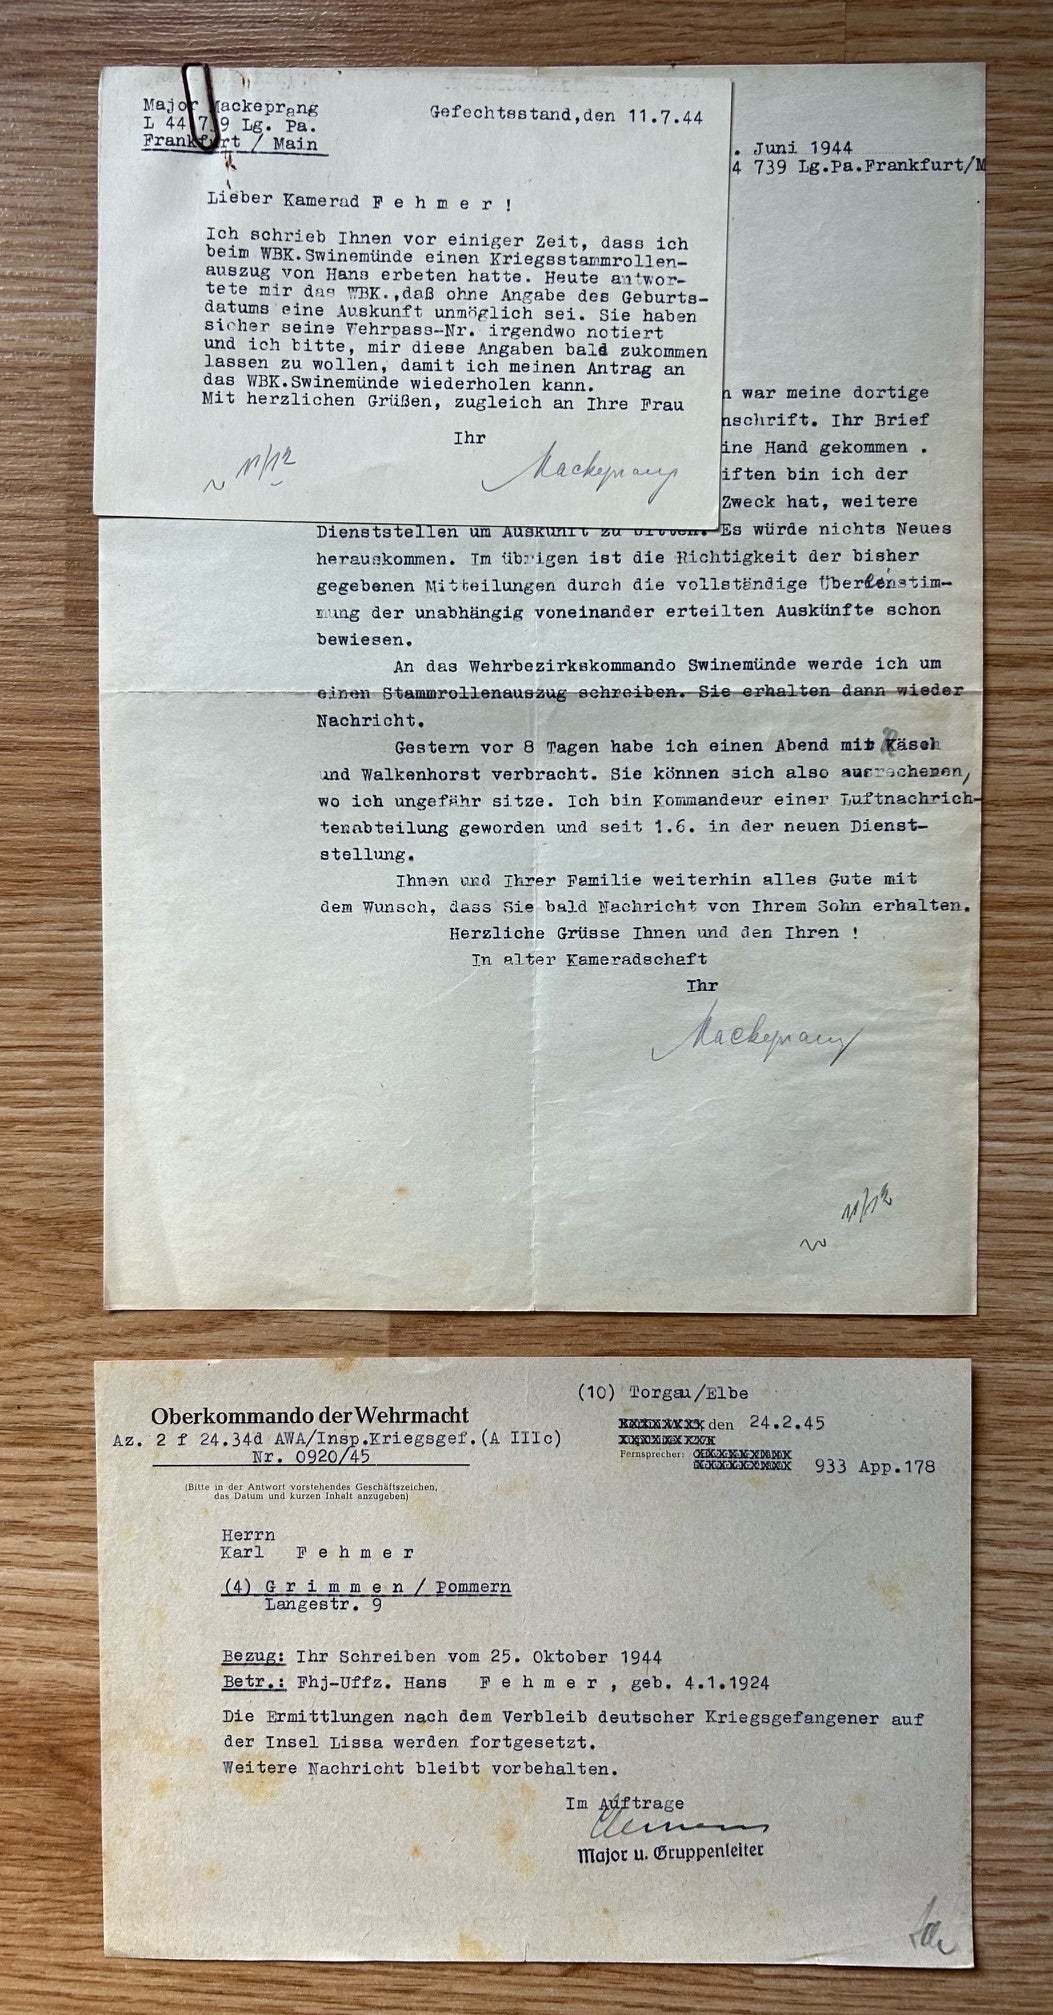 Major Mackeprang
L 44 739 Lg. Pa.
Frankfurt / Main
Gefechtsstand,den 11.7.44
Lieber Kamerad F e h m e r !
Ich schrieb Ihnen vor einiger Zeit, dass ich
beim WBK.Swinemünde einen Kriegsstammrollen-
auszug von Hans erbeten hatte. Heute antwor-
tete mir das WBK.,daß ohne Angabe des Geburts-
datums eine Auskunft unmöglich sei. Sie haben
sicher seine Wehrpass-Nr. irgendwo notiert
und ich bitte, mir diese Angaben bald zukommen
lassen zu wollen, damit ich meinen Antrag an
das WBK.Swinemünde wiederholen kann.
Mit herzlichen Grüßen, zugleich an Ihre Frau
Ihr
Mackeprang
. Juni 1944
4 739 Lg.Pa.Frankfurt/M
n war meine dortige
nschrift. Ihr Brief
ine Hand gekommen .
iften bin ich der
Zweck hat, weitere
Dienststellen um Auskunft zu bitten. Es würde nichts Neues
herauskommen. Im übrigen ist die Richtigkeit der bisher
gegebenen Mitteilungen durch die vollständige Übereinstim-
mung der unabhängig voneinander erteilten Auskünfte schon
bewiesen.
An das Wehrbezirkskommando Swinemünde werde ich um
einen Stammrollenauszug schreiben. Sie erhalten dann wieder
Nachricht.
Gestern vor 8 Tagen habe ich einen Abend mit Käsch
und Walkenhorst verbracht. Sie können sich also ausrechenen,
wo ich ungefähr sitze. Ich bin Kommandeur einer Luftnachrich-
tenabteilung geworden und seit 1.6. in der neuen Dienst-
stellung.
Ihnen und Ihrer Familie weiterhin alles Gute mit
dem Wunsch, dass Sie bald Nachricht von Ihrem Sohn erhalten.
Herzliche Grüsse Ihnen und den Ihren !
In alter Kameradschaft
Ihr
Mackeprang
Oberkommando der Wehrmacht
Az. 2 f 24.34d AWA/Insp.Kriegsgef.(A IIIc)
Nr. 0920/45
(Bitte in der Antwort vorstehendes Geschäftszeichen,
das Datum und kurzen Inhalt anzugeben)
(10) Torgau/Elbe
den 24.2.45
Fernsprecher:
933 App.178
Herrn
Karl F e h m e r
(4) G r i m m e n / Pommern
Langestr. 9
Bezug: Ihr Schreiben vom 25. Oktober 1944
Betr.: Fhj-Uffz. Hans F e h m e r , geb. 4.1.1924
Die Ermittlungen nach dem Verbleib deutscher Kriegsgefangener auf
der Insel Lissa werden fortgesetzt.
Weitere Nachricht bleibt vorbehalten.
Im Auftrage
Major u. Gruppenleiter